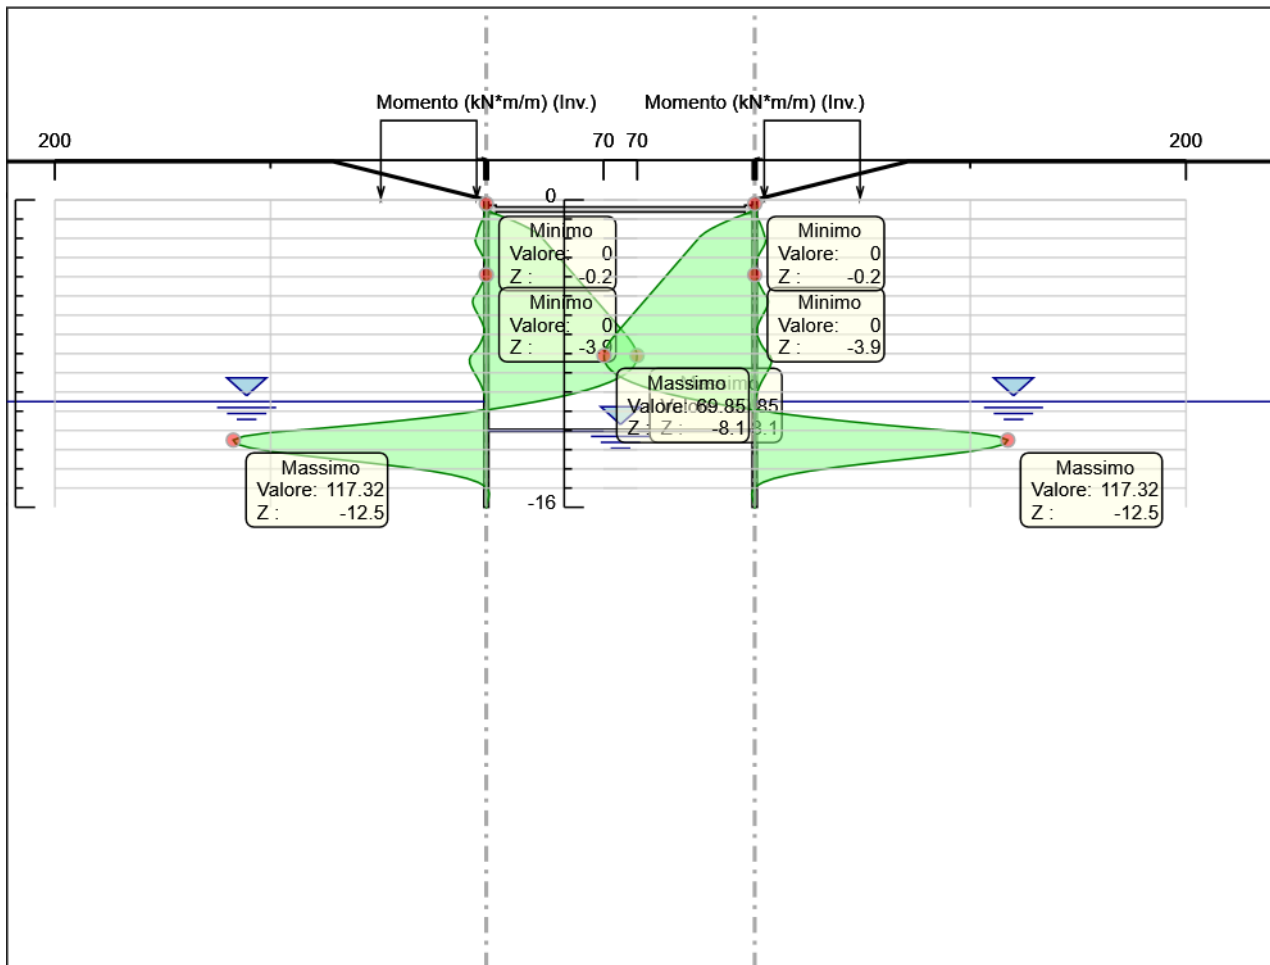 Momento (kN*m/m) (Inv.)
Momento (kN*m/m) (Inv.)
200
70
70
200
0
Minimo
Valore: 0
Z : -0.2
Minimo
Valore: 0
Z : -0.2
Minimo
Valore: 0
Z : -3.9
Minimo
Valore: 0
Z : -3.9
Massimo
Valore: 69.85
Z : -8.1
Massimo
Valore: 117.32
Z : -12.5
-16
Massimo
Valore: 117.32
Z : -12.5